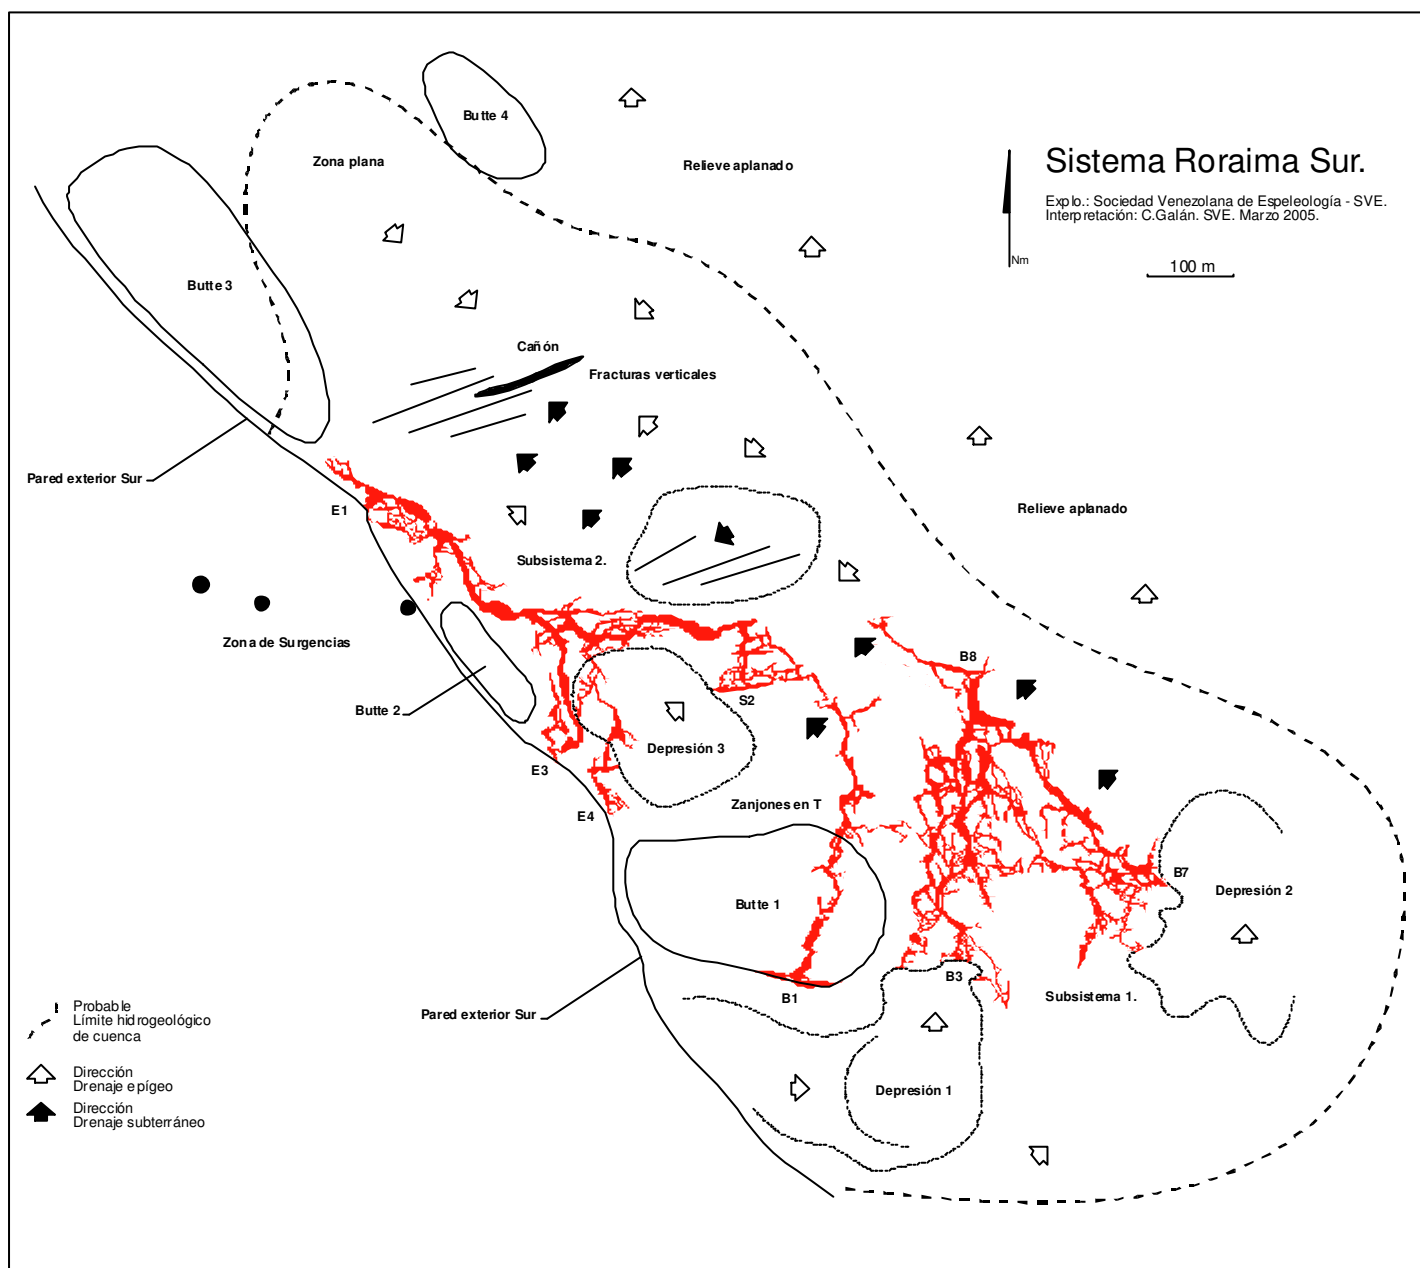 Butte 4
Zona plana
Relieve aplanado
Sistema Roraima Sur.
Explo.: Sociedad Venezolana de Espeleología - SVE.
Interpretación: C.Galán. SVE. Marzo 2005.
Nm
100 m
Butte 3
Cañón
Fracturas verticales
Pared exterior Sur
E1
Relieve aplanado
Subsistema 2.
Zona de Surgencias
B8
S2
Butte 2
Depresión 3
E3
Zanjones en T
E4
B7
Depresión 2
Butte 1
B3
B1
Subsistema 1.
Pared exterior Sur
Depresión 1
Probable
Límite hidrogeológico
de cuenca
Dirección
Drenaje epígeo
Dirección
Drenaje subterráneo